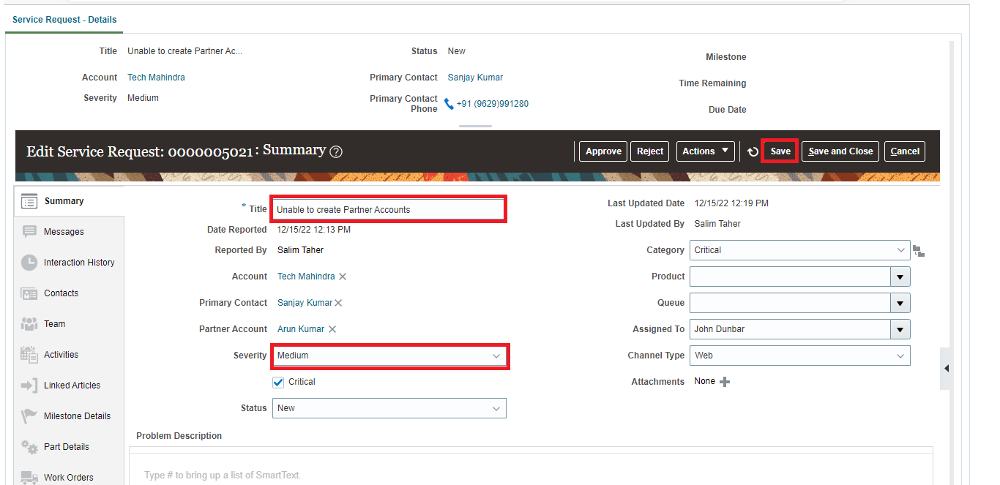 Service Request - Details
Title Unable to create Partner Ac... Status New Milestone
Account Tech Mahindra Primary Contact Sanjay Kumar Time Remaining
Severity Medium Primary Contact Phone +91 (9629)991280 Due Date
Edit Service Request: 0000005021: Summary ? Approve Reject Actions ▼ Save Save and Close Cancel
Summary
Messages
Interaction History
Contacts
Team
Activities
Linked Articles
Milestone Details
Part Details
Work Orders
* Title Unable to create Partner Accounts
Date Reported 12/15/22 12:13 PM
Reported By Salim Taher
Account Tech Mahindra
Primary Contact Sanjay Kumar
Partner Account Arun Kumar
Severity Medium
Critical
Status New
Last Updated Date 12/15/22 12:19 PM
Last Updated By Salim Taher
Category Critical
Product
Queue
Assigned To John Dunbar
Channel Type Web
Attachments None
Problem Description
Type # to bring up a list of SmartText.